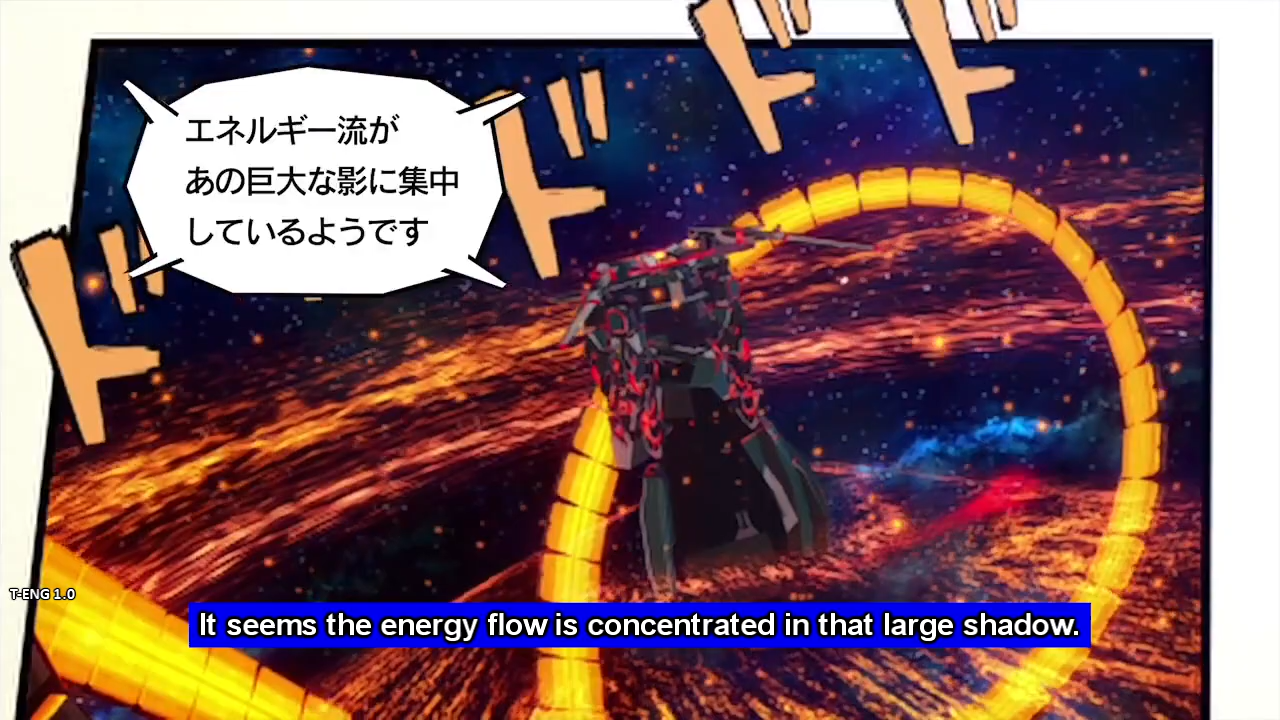 ド
ド
エネルギー流が
あの巨大な影に集中
しているようです
ド
ド
T-ENG 1.0
It seems the energy flow is concentrated in that large shadow.